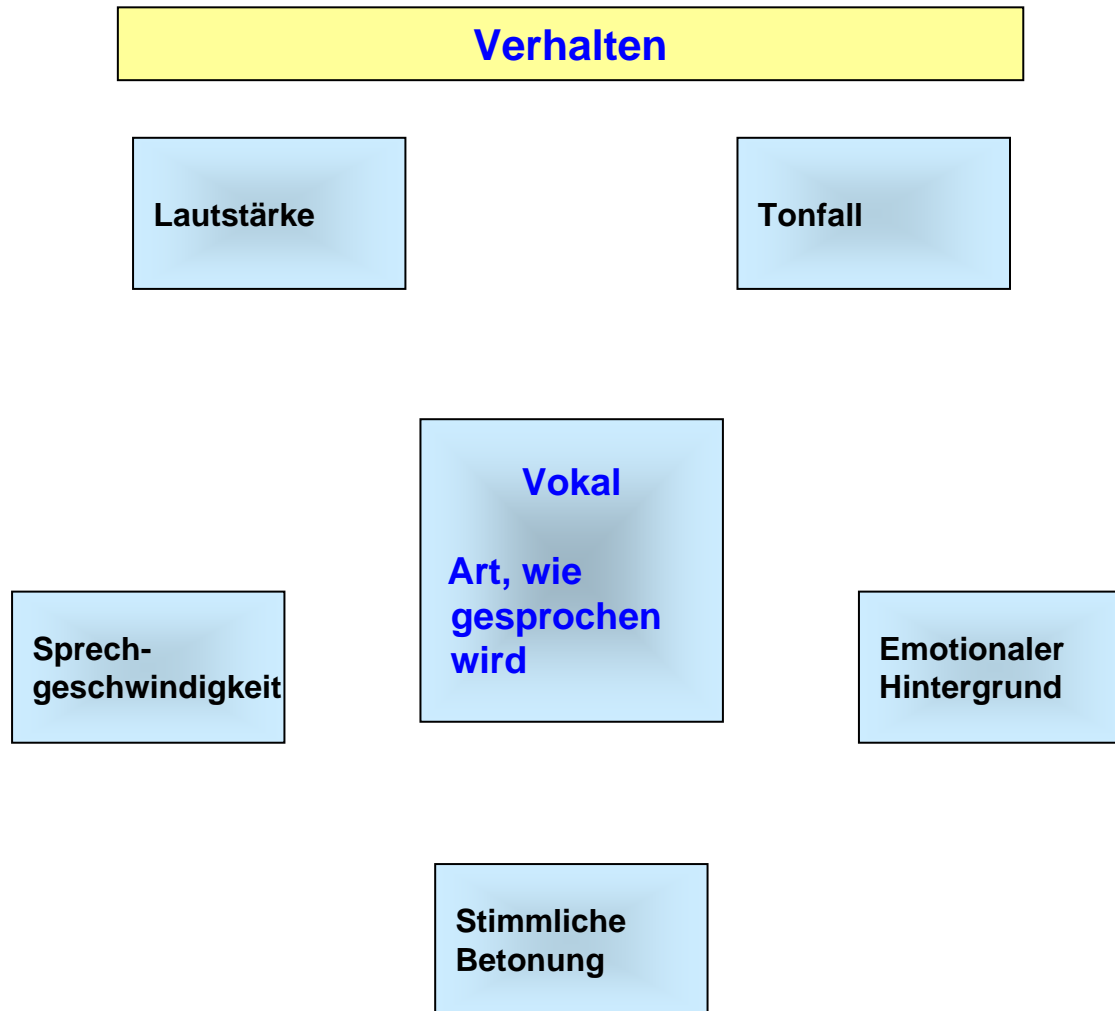 Verhalten
Lautstärke
Tonfall
Vokal
Art, wie
gesprochen
wird
Sprech-
geschwindigkeit
Emotionaler
Hintergrund
Stimmliche
Betonung